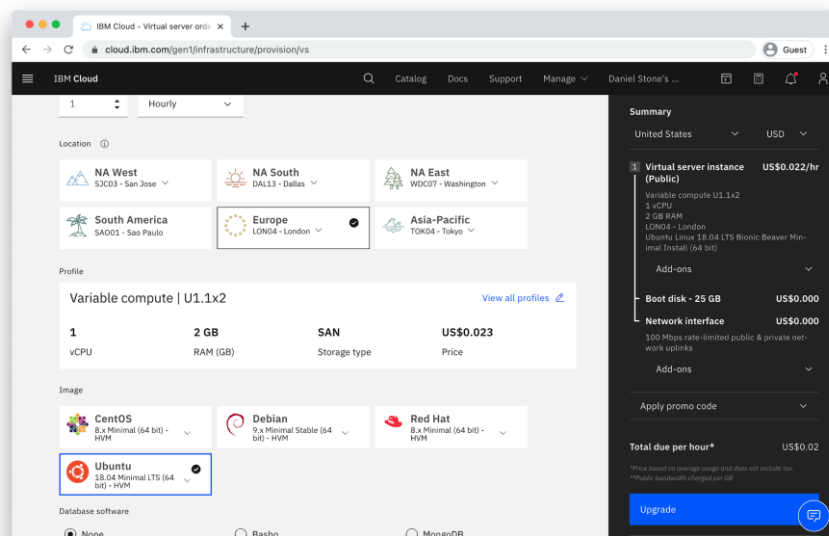 IBM Cloud - Virtual server orde
cloud.ibm.com/gen1/infrastructure/provision/vs
Guest
IBM Cloud
Catalog
Docs
Support
Manage
Daniel Stone's ...
1
Hourly
Location
NA West
SJC03 - San Jose
NA South
DAL13 - Dallas
NA East
WDC07 - Washington
South America
SAO01 - Sao Paulo
Europe
LON04 - London
Asia-Pacific
TOK04 - Tokyo
Profile
Variable compute | U1.1x2
View all profiles
1
2 GB
SAN
US$0.023
vCPU
RAM (GB)
Storage type
Price
Image
CentOS
8.x Minimal (64 bit) -
HVM
Debian
9.x Minimal Stable (64
bit) - HVM
Red Hat
8.x Minimal (64 bit) -
HVM
Ubuntu
18.04 Minimal LTS (64
bit) - HVM
Database software
None
Basho
MongoDB
Summary
United States
USD
1
Virtual server instance
(Public)
US$0.022/hr
Variable compute U1.1x2
1 vCPU
2 GB RAM
LON04 - London
Ubuntu Linux 18.04 LTS Bionic Beaver Min-
imal Install (64 bit)
Add-ons
Boot disk - 25 GB
US$0.000
Network interface
US$0.000
100 Mbps rate-limited public & private net-
work uplinks
Add-ons
Apply promo code
Total due per hour*
US$0.02
*Price based on average usage and does not include tax.
**Public bandwidth charged per GB
Upgrade